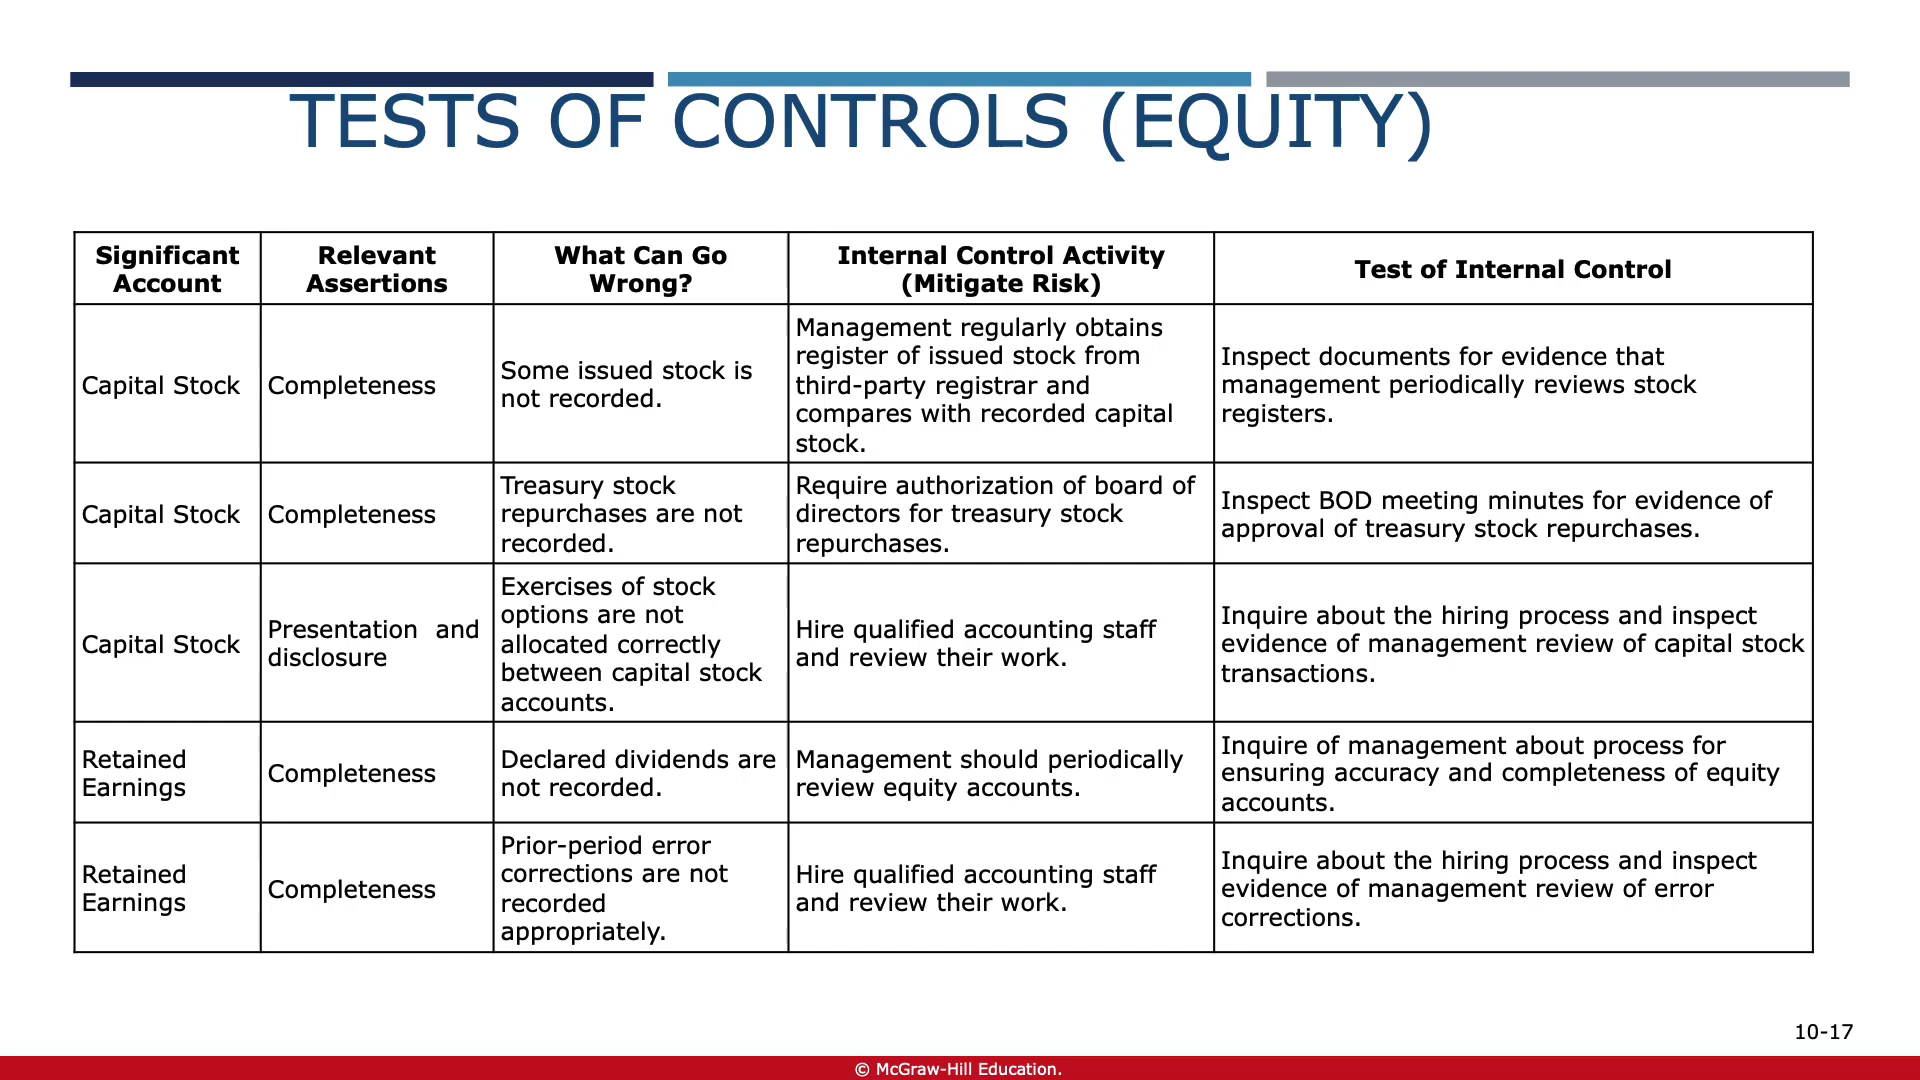 TESTS OF CONTROLS (EQUITY)
Significant
Account
Relevant
Assertions
What Can Go
Wrong?
Internal Control Activity
(Mitigate Risk)
Test of Internal Control
Capital Stock
Completeness
Some issued stock is
not recorded.
Management regularly obtains
register of issued stock from
third-party registrar and
compares with recorded capital
stock.
Inspect documents for evidence that
management periodically reviews stock
registers.
Capital Stock
Completeness
Treasury stock
repurchases are not
recorded.
Require authorization of board of
directors for treasury stock
repurchases.
Inspect BOD meeting minutes for evidence of
approval of treasury stock repurchases.
Capital Stock
Presentation and
disclosure
Exercises of stock
options are not
allocated correctly
between capital stock
accounts.
Hire qualified accounting staff
and review their work.
Inquire about the hiring process and inspect
evidence of management review of capital stock
transactions.
Retained
Earnings
Completeness
Declared dividends are
not recorded.
Management should periodically
review equity accounts.
Inquire of management about process for
ensuring accuracy and completeness of equity
accounts.
Retained
Earnings
Completeness
Prior-period error
corrections are not
recorded
appropriately.
Hire qualified accounting staff
and review their work.
Inquire about the hiring process and inspect
evidence of management review of error
corrections.
10-17
© McGraw-Hill Education.